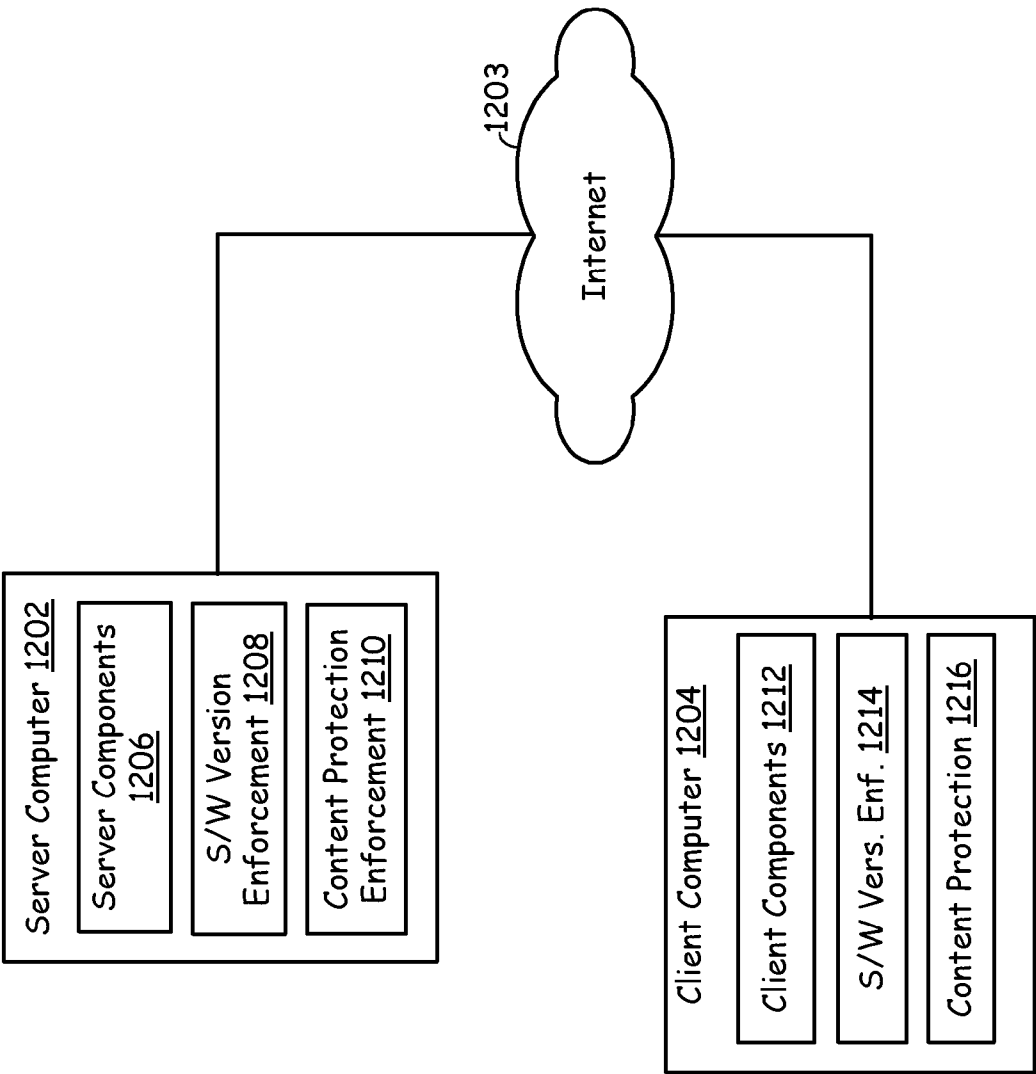 Server Computer 1202
Server Components
1206
S/W Version
Enforcement 1208
Content Protection
Enforcement 1210
1203
Internet
Client Computer 1204
Client Components 1212
S/W Vers. Enf. 1214
Content Protection 1216